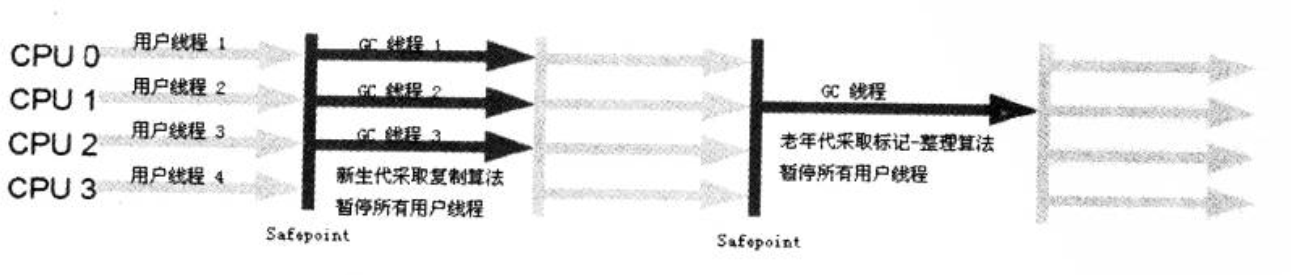 CPU 0
用户线程 1
GC 线程 1
CPU 1
用户线程 2
GC 线程 2
GC 线程
CPU 2
用户线程 3
GC 线程 3
老年代采取标记-整理算法
暂停所有用户线程
CPU 3
用户线程 4
新生代采取复制算法
暂停所有用户线程
Safepoint
Safepoint